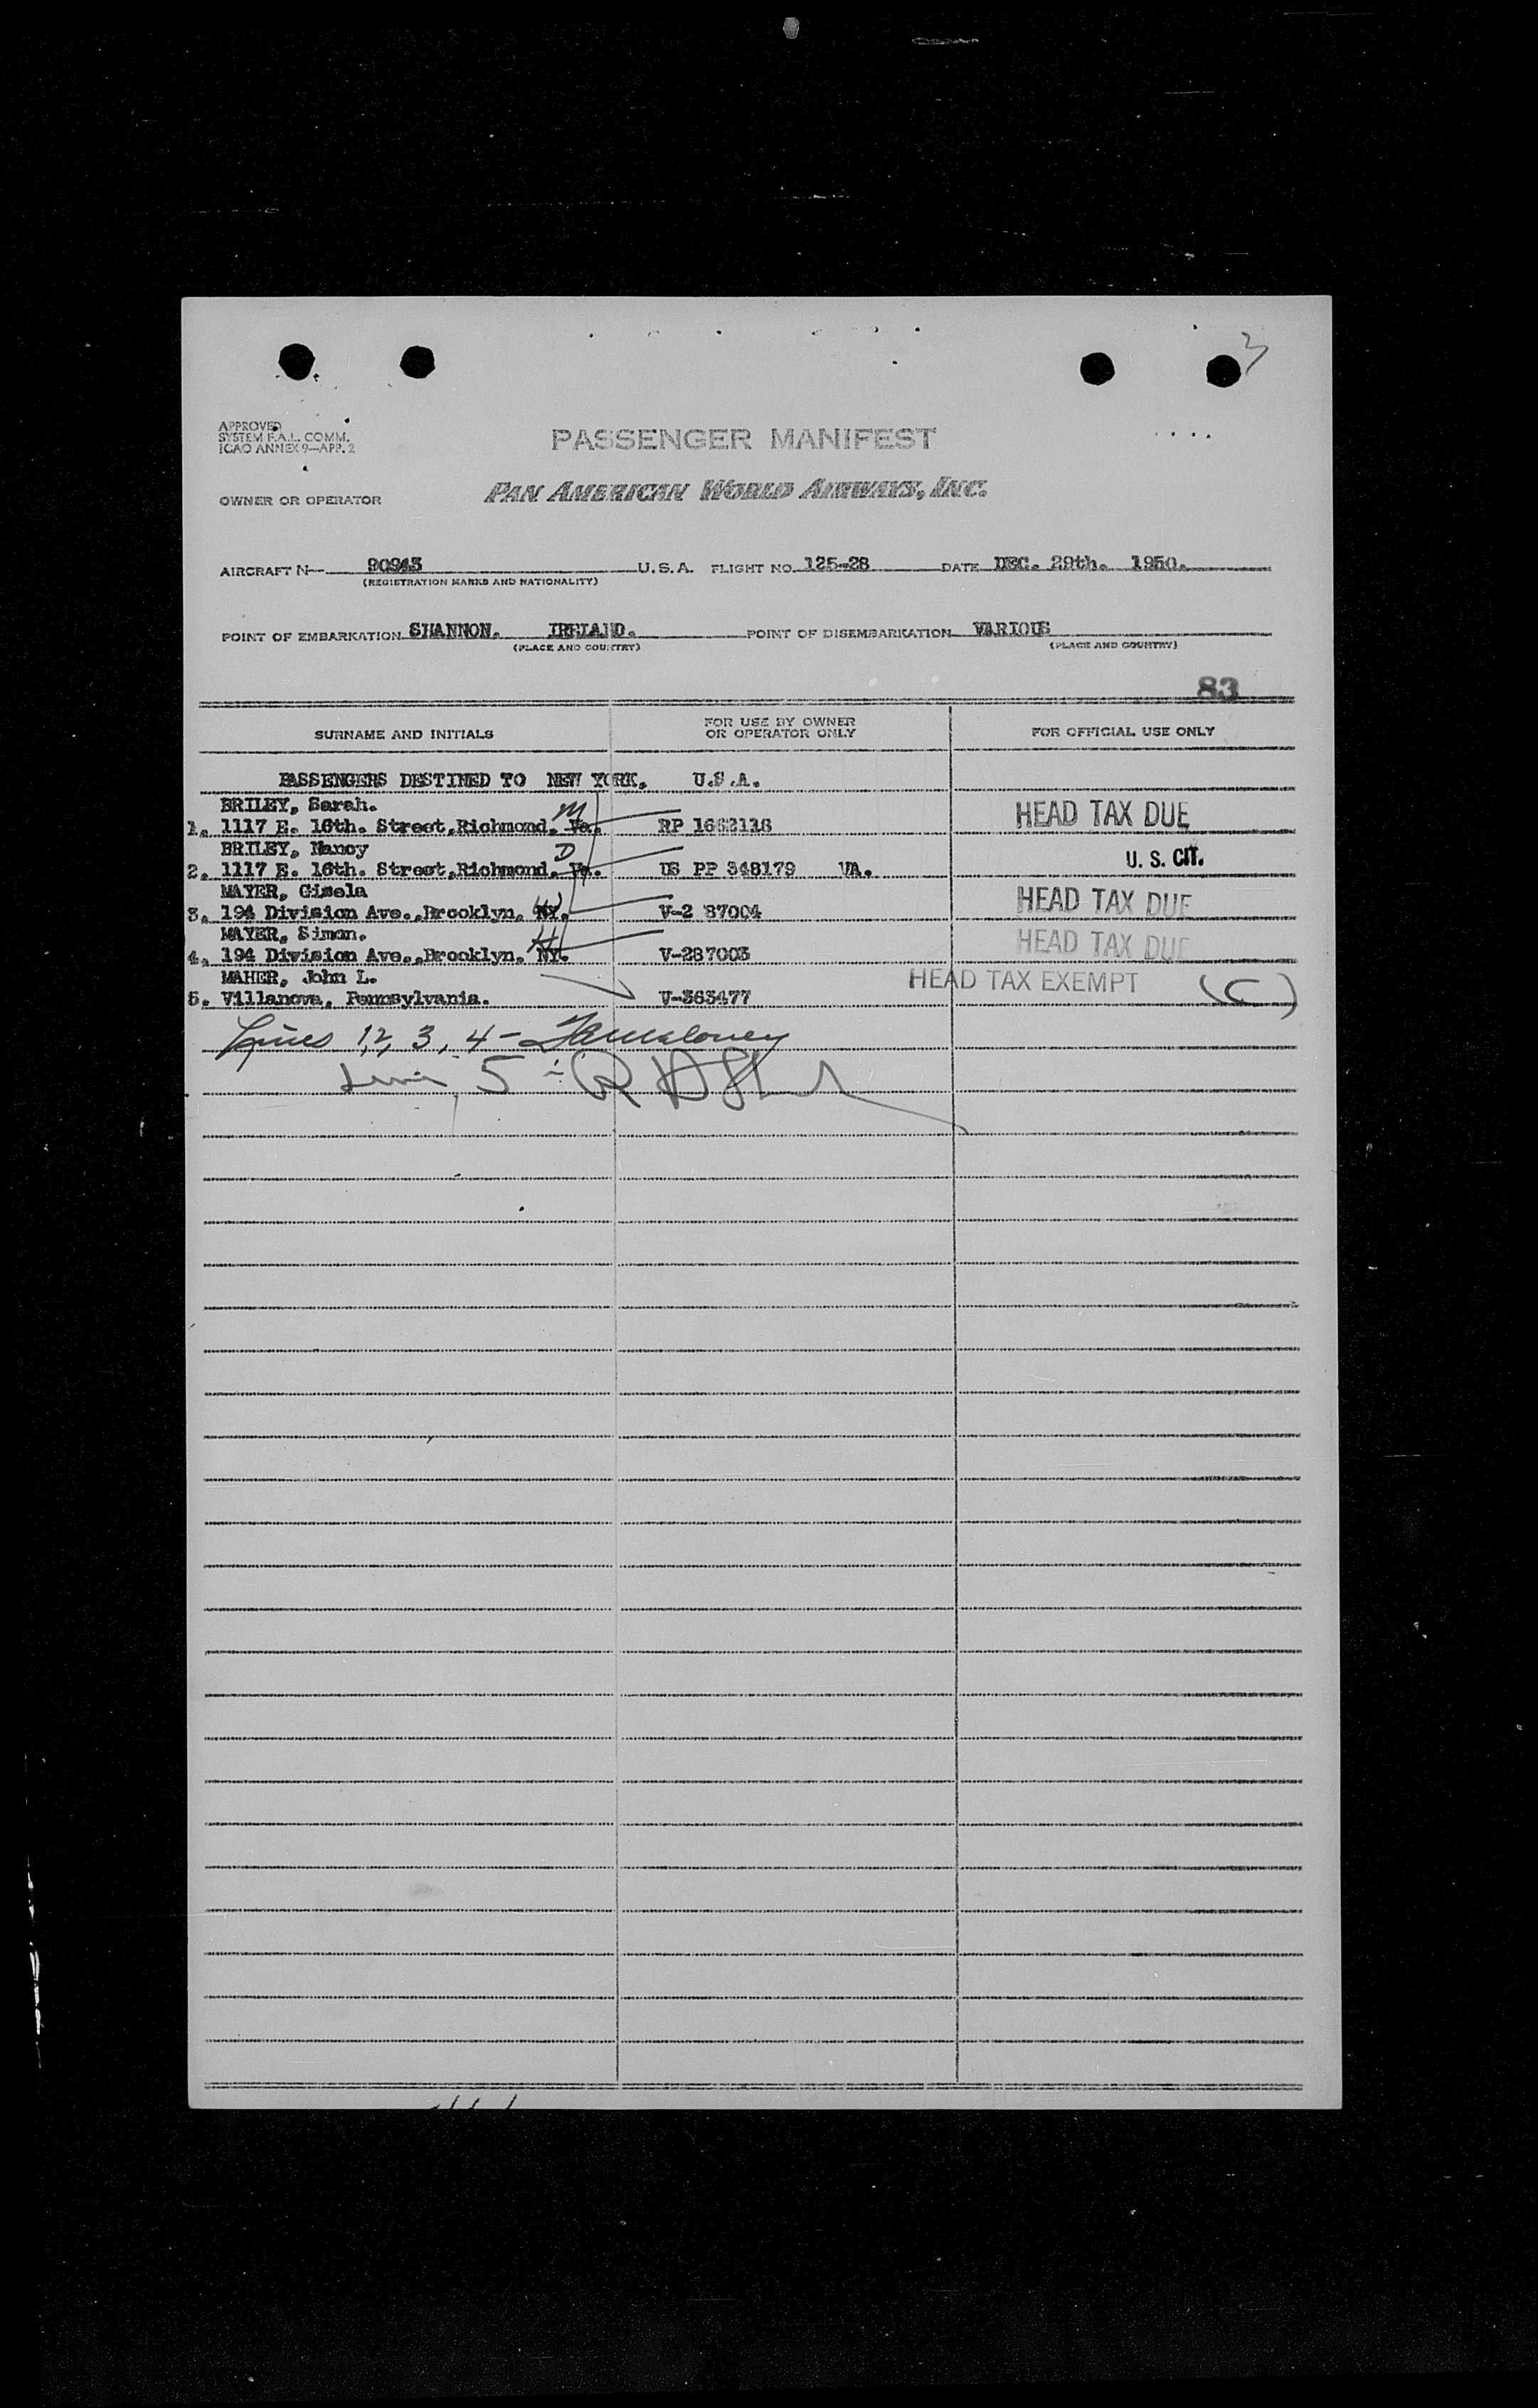 3
APPROVED
SYSTEM F.A.L. COMM.
ICAO ANNEX 9—APP. 2
PASSENGER MANIFEST
OWNER OR OPERATOR PAN AMERICAN WORLD AIRWAYS, INC.
AIRCRAFT N— 90943 U.S.A. FLIGHT NO. 125-28 DATE DEC. 29th. 1950.
(REGISTRATION MARKS AND NATIONALITY)
POINT OF EMBARKATION SHANNON. IRELAND. POINT OF DISEMBARKATION VARIOUS
(PLACE AND COUNTRY) (PLACE AND COUNTRY)
83
SURNAME AND INITIALS FOR USE BY OWNER OR OPERATOR ONLY FOR OFFICIAL USE ONLY
PASSENGERS DESTINED TO NEW YORK. U.S.A.
BRILEY, Sarah. M
1. 1117 E. 16th. Street,Richmond. Va. RP 1662118 HEAD TAX DUE
BRILEY, Nancy D
2. 1117 E. 16th. Street,Richmond. Va. US PP 348179 VA. U. S. CIT.
MAYER, Gisela
3. 194 Division Ave.,Brooklyn. NY. V-2 87004 HEAD TAX DUE
MAYER, Simon. H
4. 194 Division Ave.,Brooklyn. NY. V-287003 HEAD TAX DUE
MAHER, John L.
5. Villanova, Pennsylvania. V-363477 HEAD TAX EXEMPT (C)
Lines 1, 2, 3, 4 -
Line 5 -